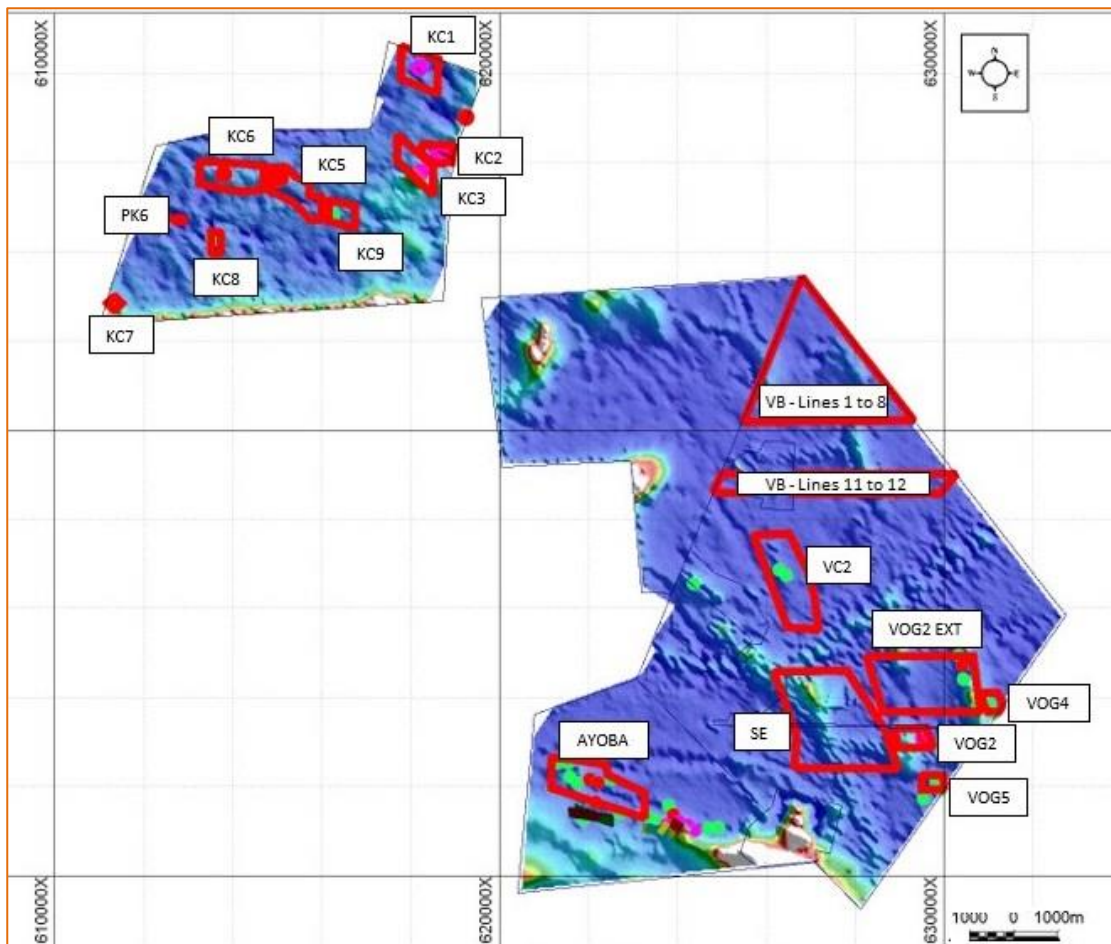 610000X
620000X
630000X
KC1
N
W E
S
KC6
KC5
KC2
KC3
PK6
KC9
KC8
KC7
VB - Lines 1 to 8
VB - Lines 11 to 12
VC2
VOG2 EXT
VOG4
AYOBA
SE
VOG2
VOG5
610000X
620000X
630000X
1000 0 1000m